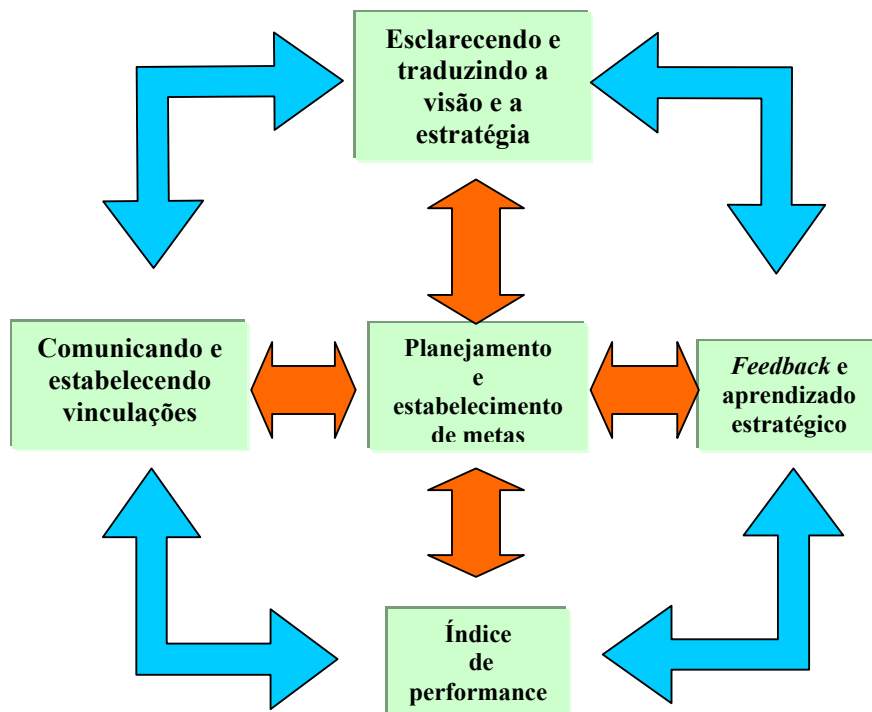 Esclarecendo e
traduzindo a
visão e a
estratégia
Comunicando e
estabelecendo
vinculações
Planejamento
e
estabelecimento
de metas
Feedback e
aprendizado
estratégico
Índice
de
performance